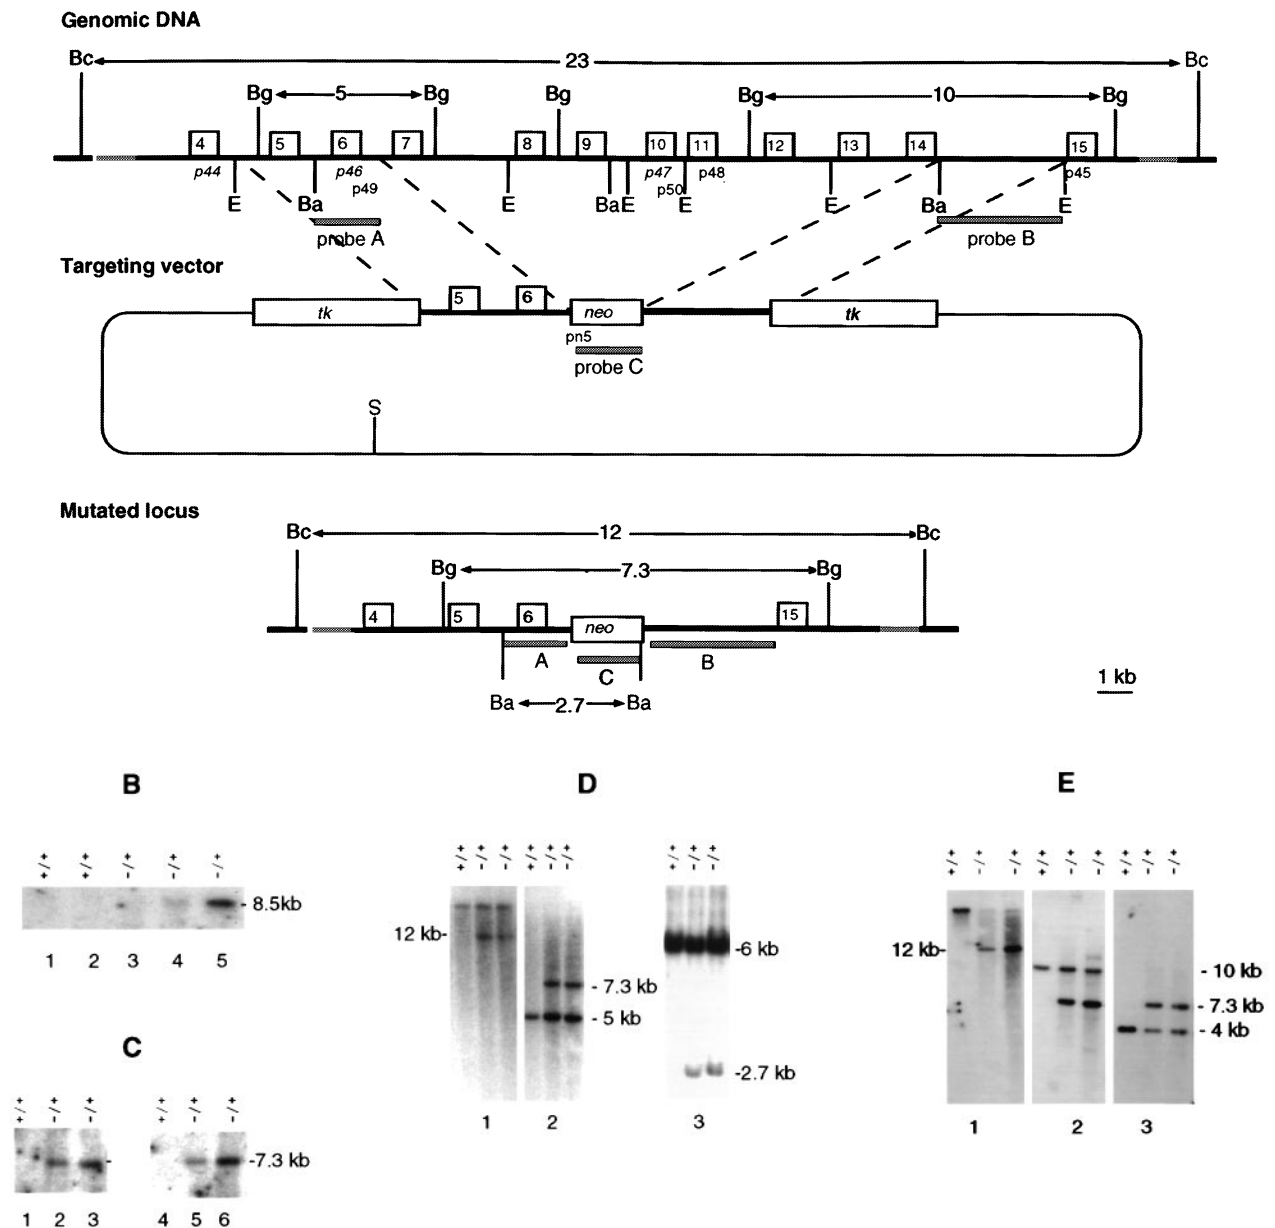 Genomic DNA
Bc 23 Bc
Bg 5 Bg Bg Bg 10 Bg
4 5 6 7 8 9 10 11 12 13 14 15
p44 p46 p47 p48 p45
p49 p50
E Ba E Ba E E E Ba E
probe A probe B
Targeting vector
tk 5 6 neo tk
pn5
probe C
S
Mutated locus
Bc 12 Bc
Bg 7.3 Bg
4 5 6 neo 15
A B
C
1 kb
Ba 2.7 Ba
B
+/+ +/+ +/- +/- +/-
- 8.5kb
1 2 3 4 5
C
+/+ +/- +/- +/+ +/- +/-
-7.3 kb
1 2 3 4 5 6
D
+/+ +/- +/- +/+ +/- +/- +/+ +/- +/-
12 kb-
- 7.3 kb
- 5 kb
-6 kb
-2.7 kb
1 2 3
E
+/+ +/- +/- +/+ +/- +/- +/+ +/- +/-
12 kb-
- 10 kb
- 7.3 kb
- 4 kb
1 2 3